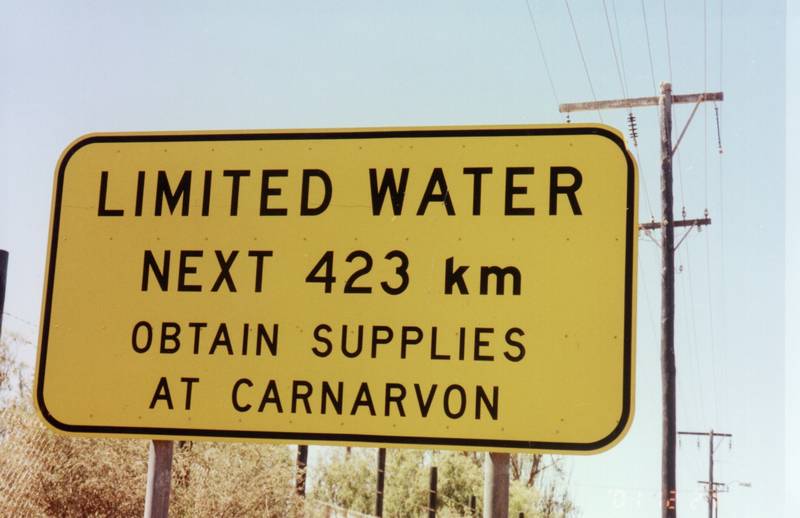 LIMITED WATER
NEXT 423 km
OBTAIN SUPPLIES
AT CARNARVON